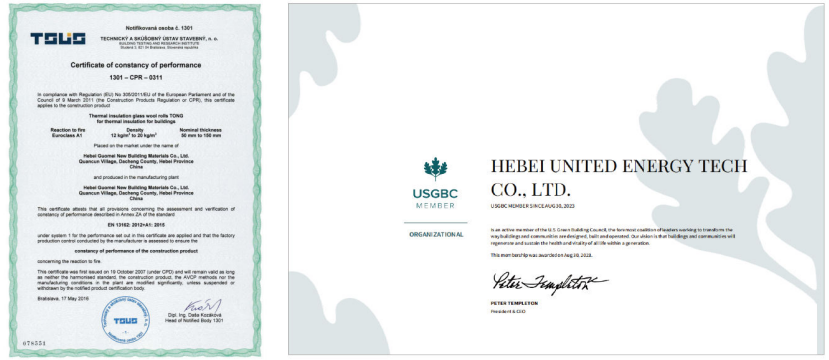 Notifikovaná osoba č. 1301
TSUS
TECHNICKÝ A SKÚŠOBNÝ ÚSTAV STAVEBNÝ, n. o.
BUILDING TESTING AND RESEARCH INSTITUTE
Studená 3, 821 04 Bratislava, Slovenská republika
Certificate of constancy of performance
1301 – CPR – 0311
In compliance with Regulation (EU) No 305/2011/EU of the European Parliament and of the
Council of 9 March 2011 (the Construction Products Regulation or CPR), this certificate
applies to the construction product
Thermal insulation glass wool rolls TONG
for thermal insulation for buildings
Reaction to fire Density Nominal thickness
Euroclass A1 12 kg/m³ to 20 kg/m³ 50 mm to 150 mm
Placed on the market under the name of
Hebei Guomei New Building Materials Co., Ltd.
Quancun Village, Dacheng County, Hebei Province
China
and produced in the manufacturing plant
Hebei Guomei New Building Materials Co., Ltd.
Quancun Village, Dacheng County, Hebei Province
China
This certificate attests that all provisions concerning the assessment and verification of
constancy of performance described in Annex ZA of the standard
EN 13162: 2012+A1: 2015
under system 1 for the performance set out in this certificate are applied and that the factory
production control conducted by the manufacturer is assessed to ensure the
constancy of performance of the construction product
concerning the reaction to fire.
This certificate was first issued on 19 October 2007 (under CPD) and will remain valid as long
as neither the harmonised standard, the construction product, the AVCP methods nor the
manufacturing conditions in the plant are modified significantly, unless suspended or
withdrawn by the notified product certification body.
Bratislava, 17 May 2016
TSUS
Dipl. Ing. Daša Kozáková
Head of Notified Body 1301
078551
USGBC
MEMBER
ORGANIZATIONAL
HEBEI UNITED ENERGY TECH
CO., LTD.
USGBC MEMBER SINCE AUG 30, 2023
is an active member of the U.S. Green Building Council, the foremost coalition of leaders working to transform the
way buildings and communities are designed, built and operated. Our vision is that buildings and communities will
regenerate and sustain the health and vitality of all life within a generation.
This membership was awarded on Aug 30, 2023.
Peter Templeton
PETER TEMPLETON
President & CEO